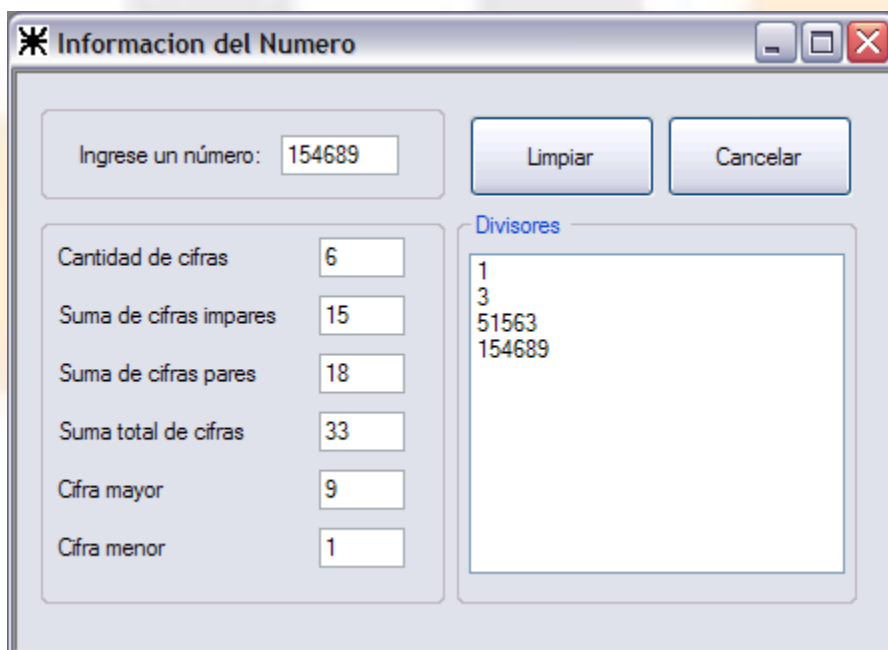 Informacion del Numero
Ingrese un número: 154689
Limpiar
Cancelar
Cantidad de cifras 6
Suma de cifras impares 15
Suma de cifras pares 18
Suma total de cifras 33
Cifra mayor 9
Cifra menor 1
Divisores
1
3
51563
154689